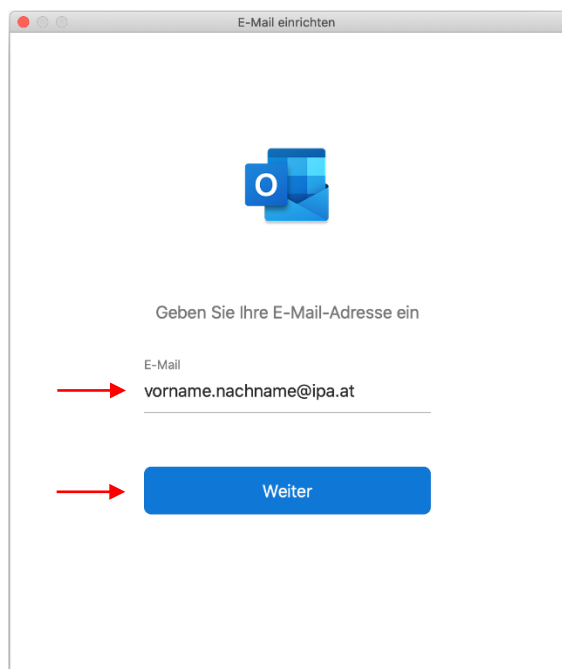 E-Mail einrichten
O
Geben Sie Ihre E-Mail-Adresse ein
E-Mail
vorname.nachname@ipa.at
Weiter